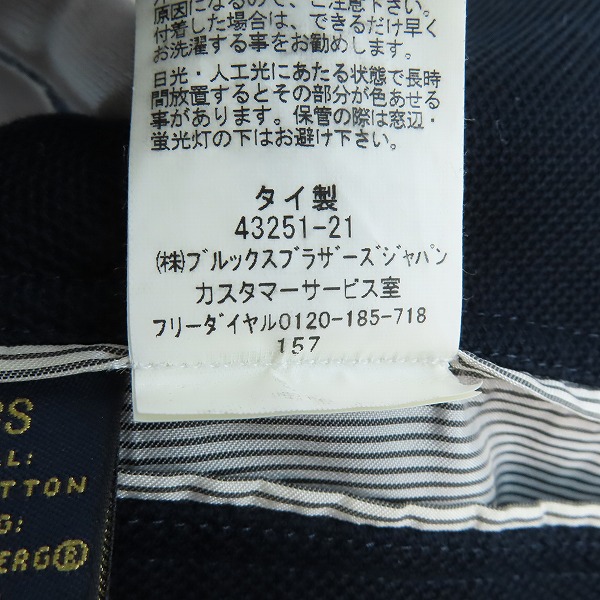 原因になるので、ご注意下さい。
付着した場合は、できるだけ早く
お洗濯する事をお勧めします。
日光・人工光にあたる状態で長時
間放置するとその部分が色あせる
事があります。保管の際は窓辺・
蛍光灯の下はお避け下さい。
タイ製
43251-21
(株)ブルックスブラザーズジャパン
カスタマーサービス室
フリーダイヤル0120-185-718
157
PS
L:
TTON
G:
ERG®